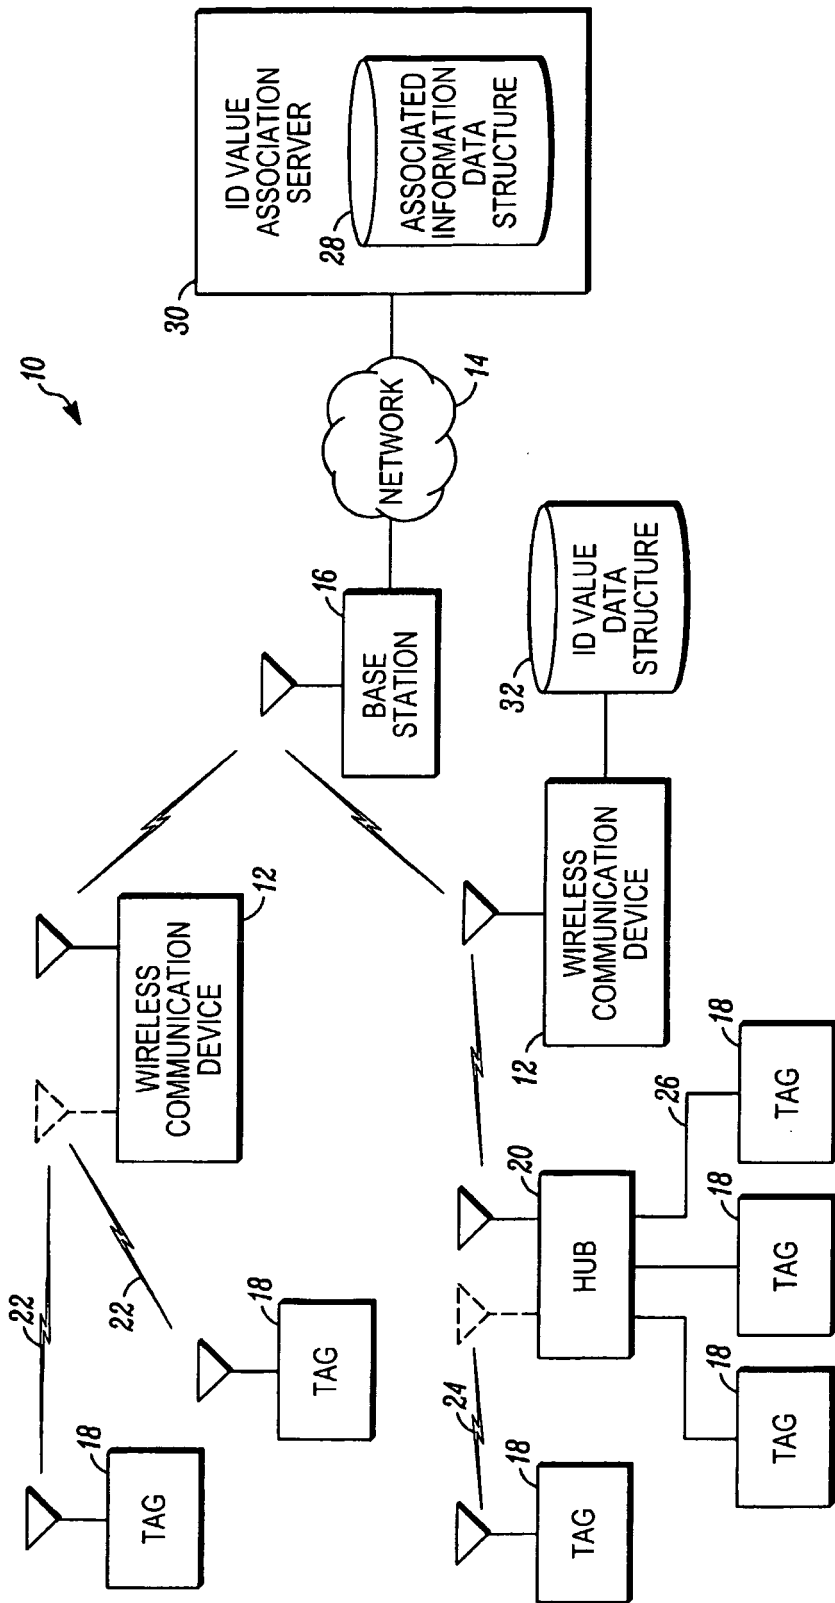 10
30
ID VALUE
ASSOCIATION
SERVER
28
ASSOCIATED
INFORMATION
DATA
STRUCTURE
NETWORK
14
16
BASE
STATION
32
ID VALUE
DATA
STRUCTURE
12
WIRELESS
COMMUNICATION
DEVICE
12
WIRELESS
COMMUNICATION
DEVICE
22
22
18
TAG
18
TAG
20
HUB
24
26
18
TAG
18
TAG
18
TAG
18
TAG